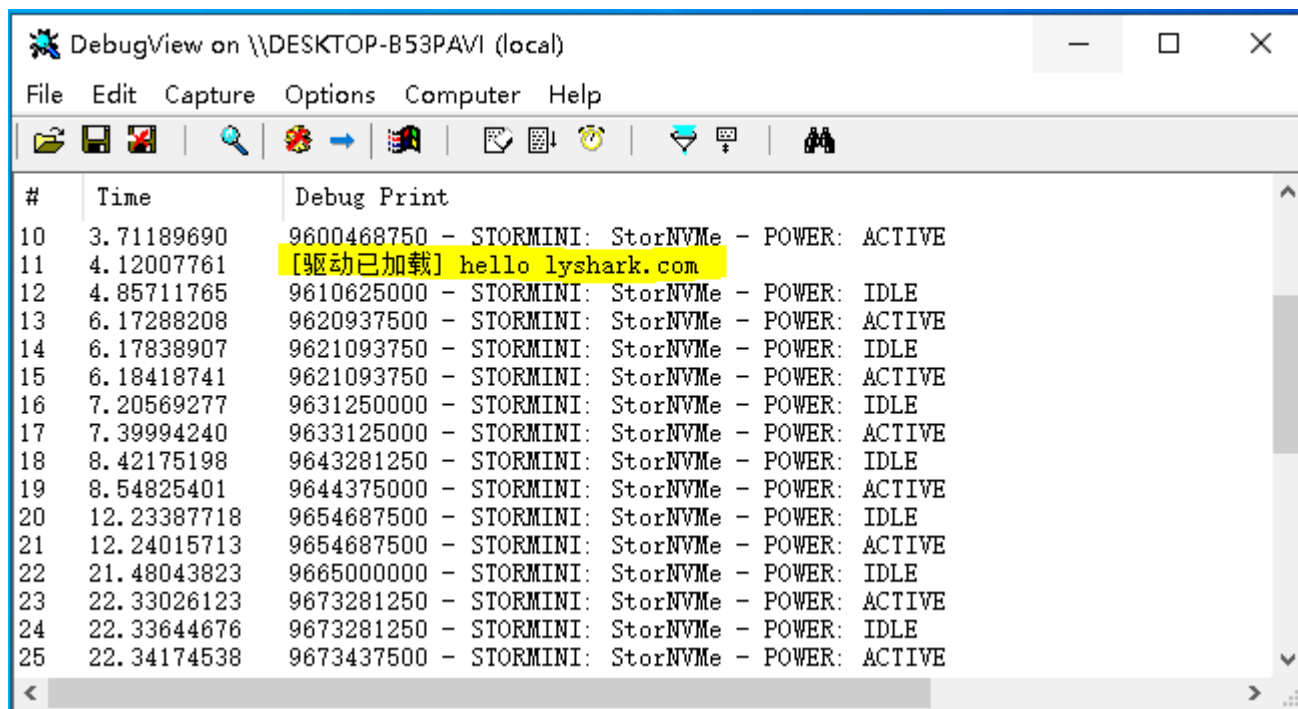 DebugView on \\DESKTOP-B53PAVI (local)
File Edit Capture Options Computer Help
# Time Debug Print
10 3.71189690 9600468750 - STORMINI: StorNVMe - POWER: ACTIVE
11 4.12007761 [驱动已加载] hello lyshark.com
12 4.85711765 9610625000 - STORMINI: StorNVMe - POWER: IDLE
13 6.17288208 9620937500 - STORMINI: StorNVMe - POWER: ACTIVE
14 6.17838907 9621093750 - STORMINI: StorNVMe - POWER: IDLE
15 6.18418741 9621093750 - STORMINI: StorNVMe - POWER: ACTIVE
16 7.20569277 9631250000 - STORMINI: StorNVMe - POWER: IDLE
17 7.39994240 9633125000 - STORMINI: StorNVMe - POWER: ACTIVE
18 8.42175198 9643281250 - STORMINI: StorNVMe - POWER: IDLE
19 8.54825401 9644375000 - STORMINI: StorNVMe - POWER: ACTIVE
20 12.23387718 9654687500 - STORMINI: StorNVMe - POWER: IDLE
21 12.24015713 9654687500 - STORMINI: StorNVMe - POWER: ACTIVE
22 21.48043823 9665000000 - STORMINI: StorNVMe - POWER: IDLE
23 22.33026123 9673281250 - STORMINI: StorNVMe - POWER: ACTIVE
24 22.33644676 9673281250 - STORMINI: StorNVMe - POWER: IDLE
25 22.34174538 9673437500 - STORMINI: StorNVMe - POWER: ACTIVE